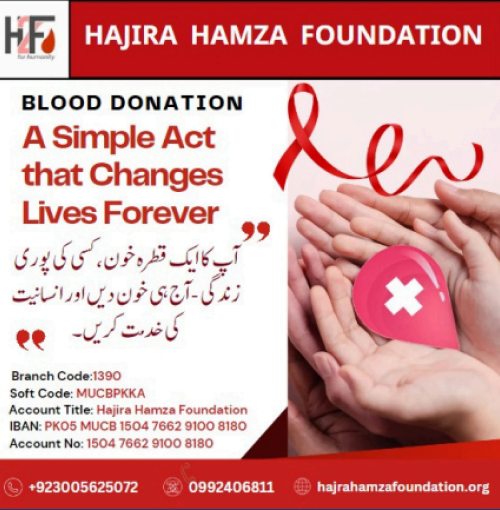 HZF
for Humanity
HAJIRA HAMZA FOUNDATION
BLOOD DONATION
A Simple Act
that Changes
Lives Forever
آپ کا ایک قطرہ خون، کسی کی پوری
زندگی - آج ہی خون دیں اور انسانیت
کی خدمت کریں۔
Branch Code:1390
Soft Code: MUCBPKKA
Account Title: Hajira Hamza Foundation
IBAN: PK05 MUCB 1504 7662 9100 8180
Account No: 1504 7662 9100 8180
+923005625072
0992406811
hajrahamzafoundation.org